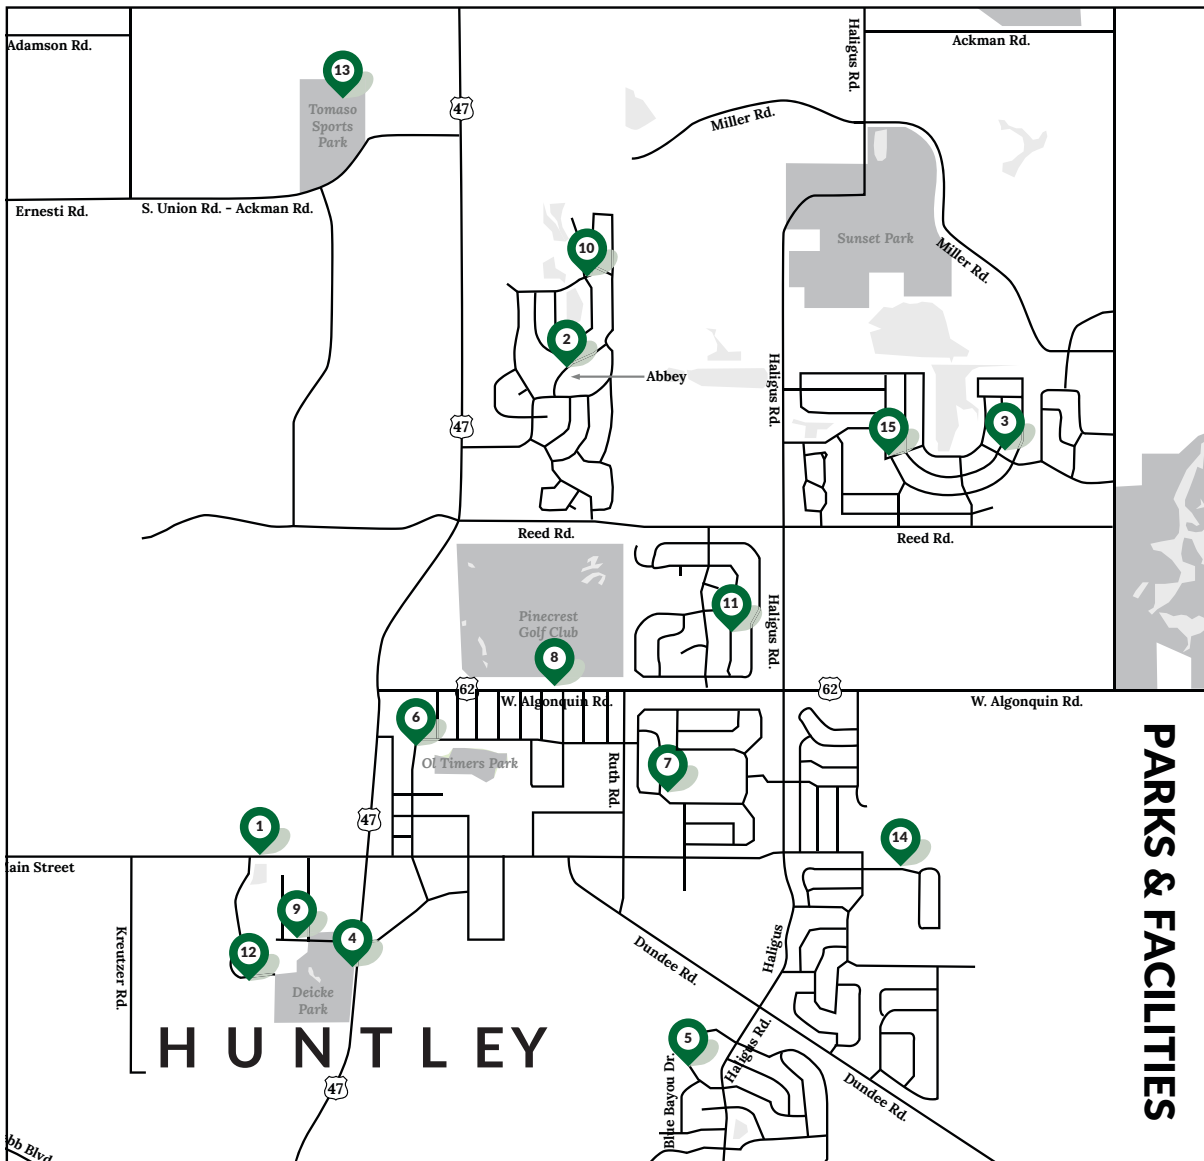 Adamson Rd.
Haligus Rd.
Ackman Rd.
13
Tomaso
Sports
Park
47
Miller Rd.
Ernesti Rd.
S. Union Rd. - Ackman Rd.
10
Sunset Park
Miller Rd.
2
Abbey
Haligus Rd.
47
15
3
Reed Rd.
Reed Rd.
Pinecrest
Golf Club
11
Haligus Rd.
8
62
62
W. Algonquin Rd.
W. Algonquin Rd.
6
Ol Timers Park
7
Ruth Rd.
PARKS & FACILITIES
47
1
14
ain Street
9
4
12
Kreutzer Rd.
Deicke
Park
Dundee Rd.
Haligus
HUNTLEY
5
Haligus Rd.
Blue Bayou Dr.
47
Dundee Rd.
bb Blvd